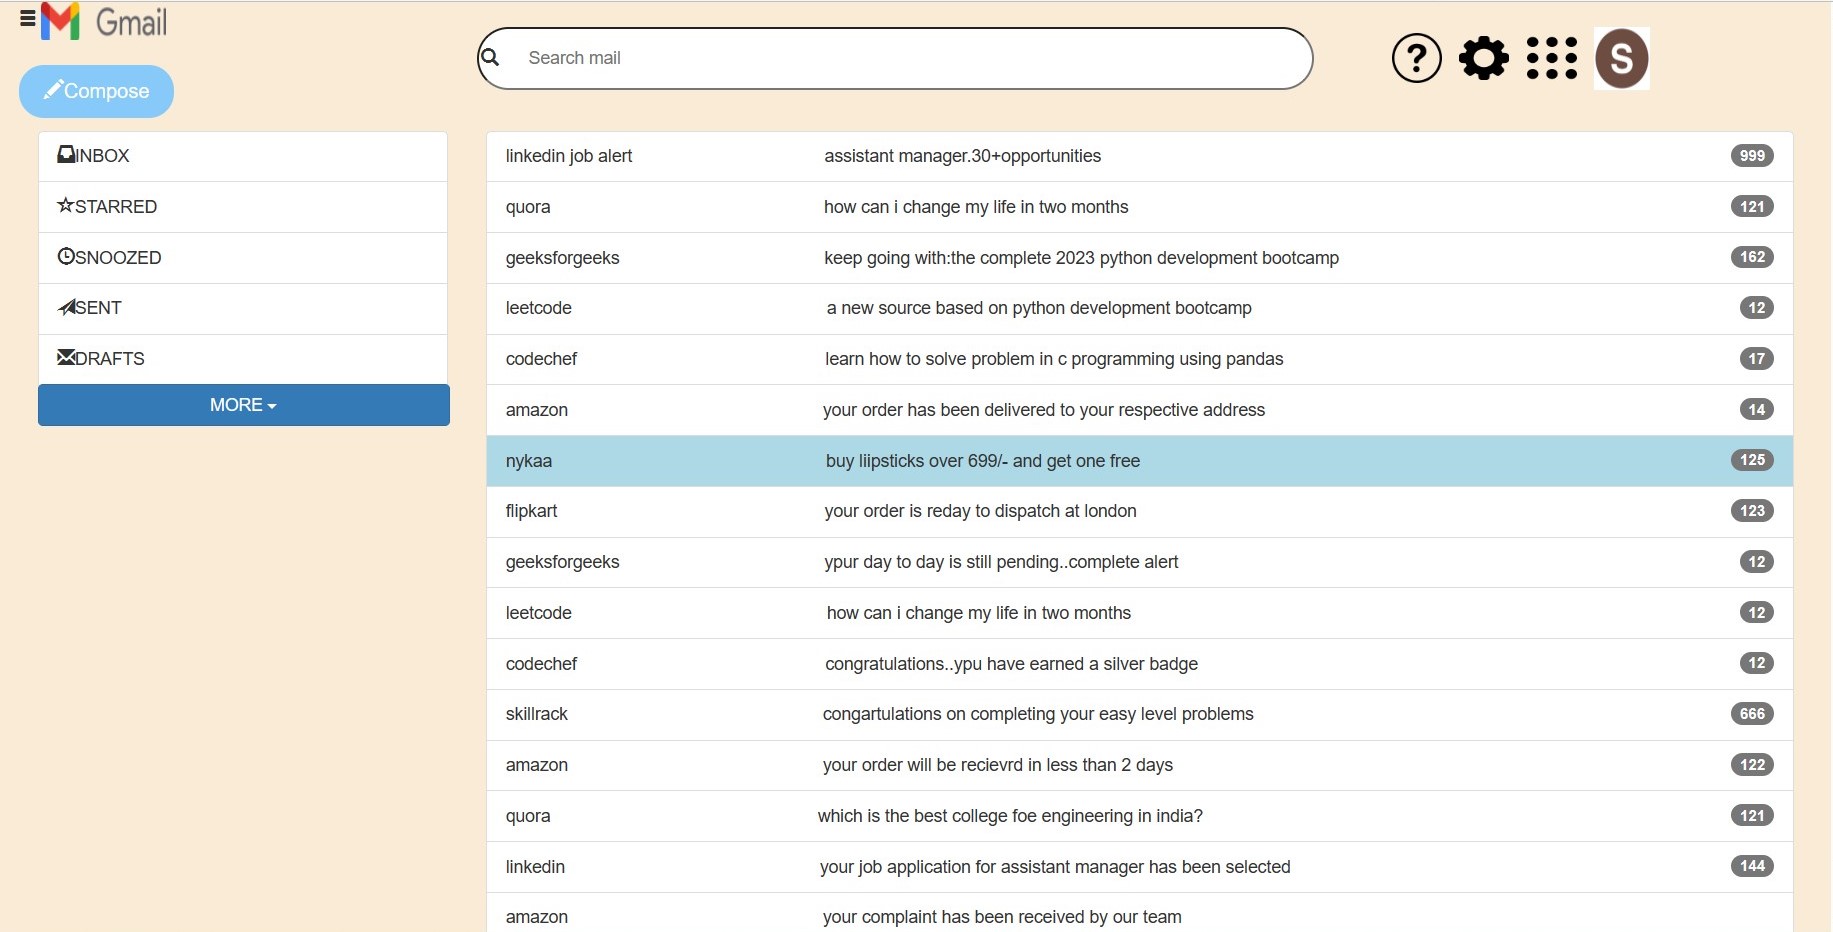 Gmail
Search mail
?
S
Compose
INBOX
STARRED
SNOOZED
SENT
DRAFTS
MORE
linkedin job alert assistant manager.30+opportunities 999
quora how can i change my life in two months 121
geeksforgeeks keep going with:the complete 2023 python development bootcamp 162
leetcode a new source based on python development bootcamp 12
codechef learn how to solve problem in c programming using pandas 17
amazon your order has been delivered to your respective address 14
nykaa buy liipsticks over 699/- and get one free 125
flipkart your order is reday to dispatch at london 123
geeksforgeeks ypur day to day is still pending..complete alert 12
leetcode how can i change my life in two months 12
codechef congratulations..ypu have earned a silver badge 12
skillrack congartulations on completing your easy level problems 666
amazon your order will be recievrd in less than 2 days 122
quora which is the best college foe engineering in india? 121
linkedin your job application for assistant manager has been selected 144
amazon your complaint has been received by our team